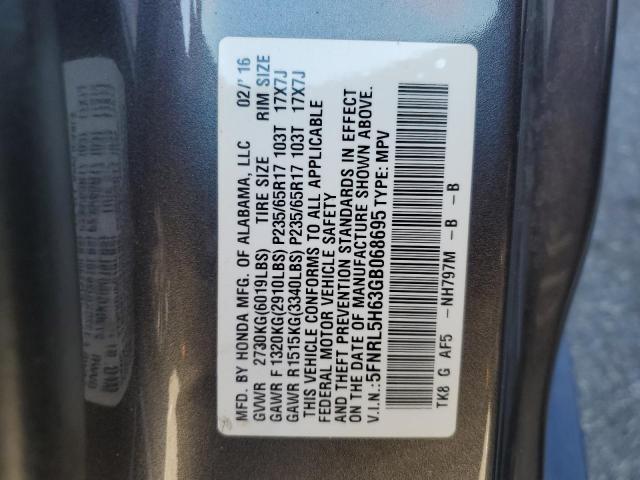 MFD. BY HONDA MFG. OF ALABAMA, LLC 02/'16
GVWR 2730KG(6019LBS) TIRE SIZE RIM SIZE
GAWR F 1320KG(2910LBS) P235/65R17 103T 17X7J
GAWR R 1515KG(3340LBS) P235/65R17 103T 17X7J
THIS VEHICLE CONFORMS TO ALL APPLICABLE
FEDERAL MOTOR VEHICLE SAFETY
AND THEFT PREVENTION STANDARDS IN EFFECT
ON THE DATE OF MANUFACTURE SHOWN ABOVE.
V.I.N.:5FNRL5H63GB068695 TYPE: MPV
TK8 G AF5 -NH797M - B - B